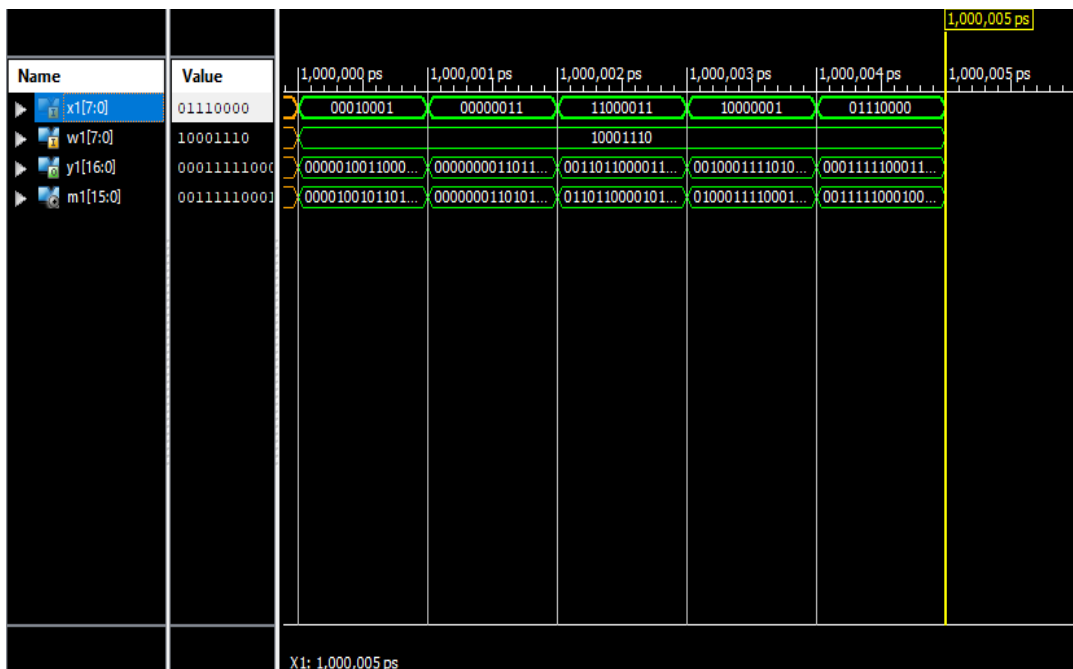 1,000,005 ps
Name Value 1,000,000 ps 1,000,001 ps 1,000,002 ps 1,000,003 ps 1,000,004 ps 1,000,005 ps
x1[7:0] 01110000 00010001 00000011 11000011 10000001 01110000
w1[7:0] 10001110 10001110
y1[16:0] 00011111000 0000010011000... 0000000011011... 0011011000011... 0010001111010... 0001111100011...
m1[15:0] 00111110001 0000100101101... 0000000110101... 0110110000101... 0100011110001... 0011111000100...
X1: 1,000,005 ps